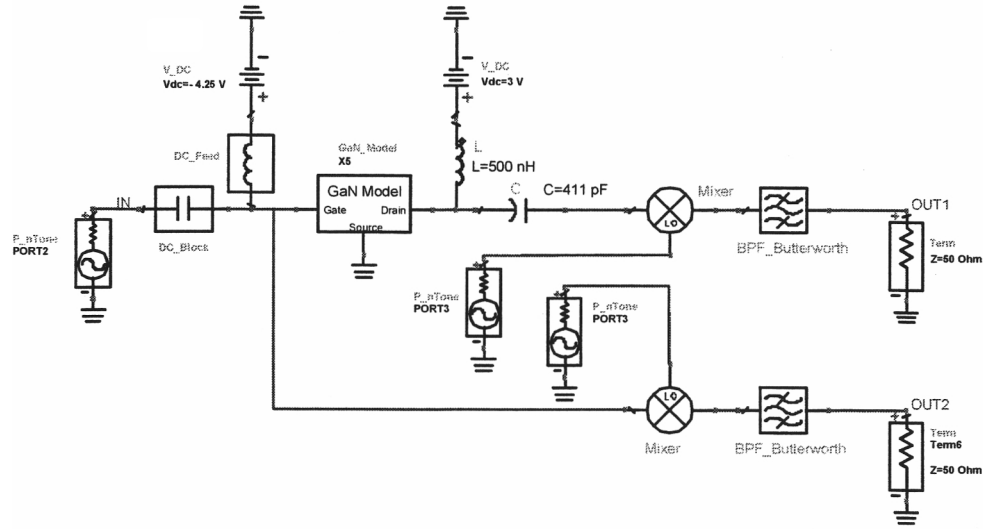 V_DC
Vdc=- 4.25 V
V_DC
Vdc=3 V
DC_Feed
GaN_Model
X5
L
L=500 nH
GaN Model
Gate
Drain
Source
C
C=411 pF
Mixer
LO
BPF_Butterworth
OUT1
Term
Z=50 Ohm
IN
DC_Block
P_nTone
PORT2
P_nTone
PORT3
P_nTone
PORT3
LO
Mixer
BPF_Butterworth
OUT2
Term
Term6
Z=50 Ohm